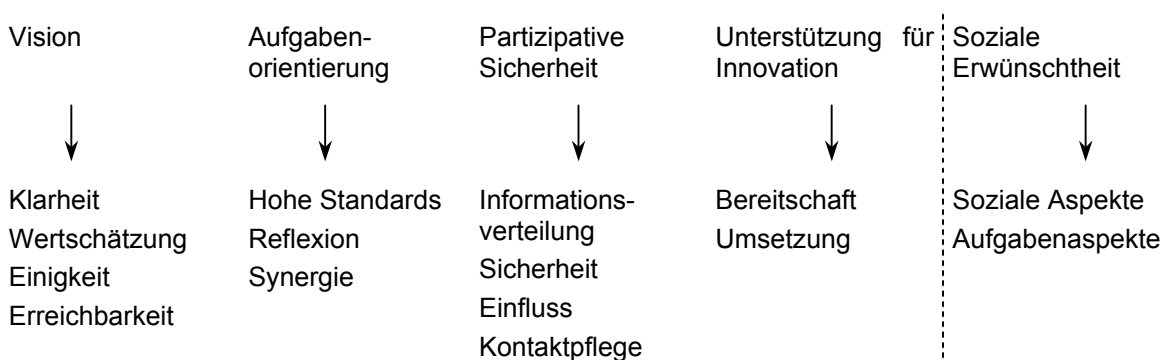 Vision
Aufgaben-
orientierung
Partizipative
Sicherheit
Unterstützung für
Innovation
Soziale
Erwünschtheit
Klarheit
Wertschätzung
Einigkeit
Erreichbarkeit
Hohe Standards
Reflexion
Synergie
Informations-
verteilung
Sicherheit
Einfluss
Kontaktpflege
Bereitschaft
Umsetzung
Soziale Aspekte
Aufgabenaspekte